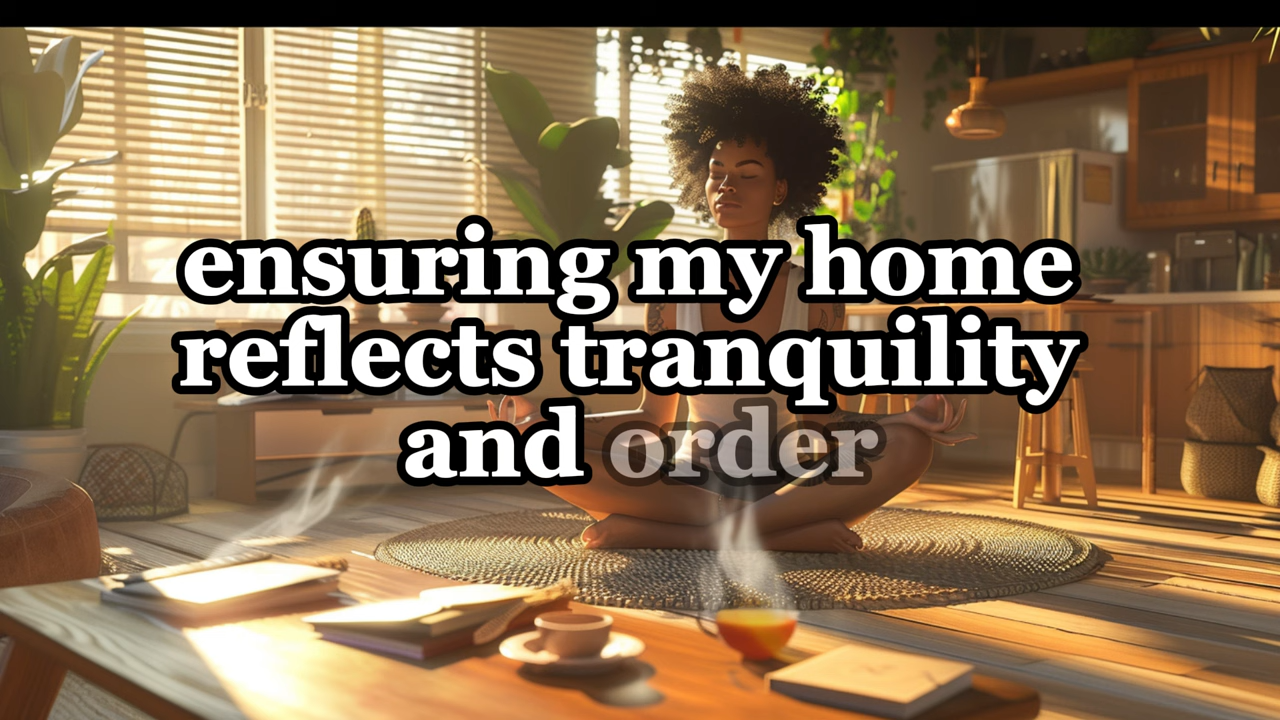 ensuring my home
reflects tranquility
and order